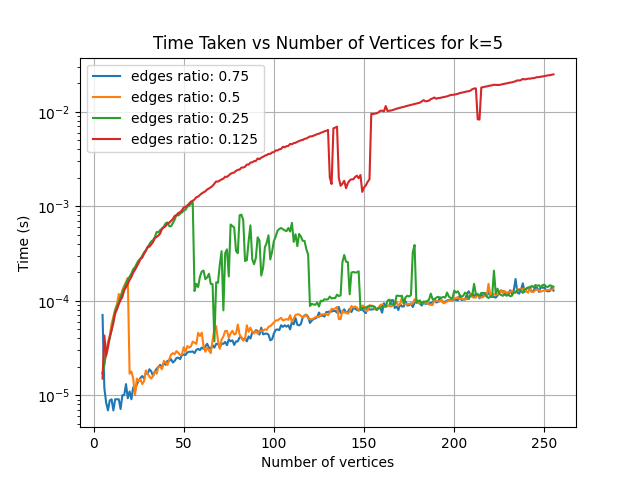 Time Taken vs Number of Vertices for k=5
edges ratio: 0.75
edges ratio: 0.5
edges ratio: 0.25
edges ratio: 0.125
Time (s)
10⁻²
10⁻³
10⁻⁴
10⁻⁵
0 50 100 150 200 250
Number of vertices